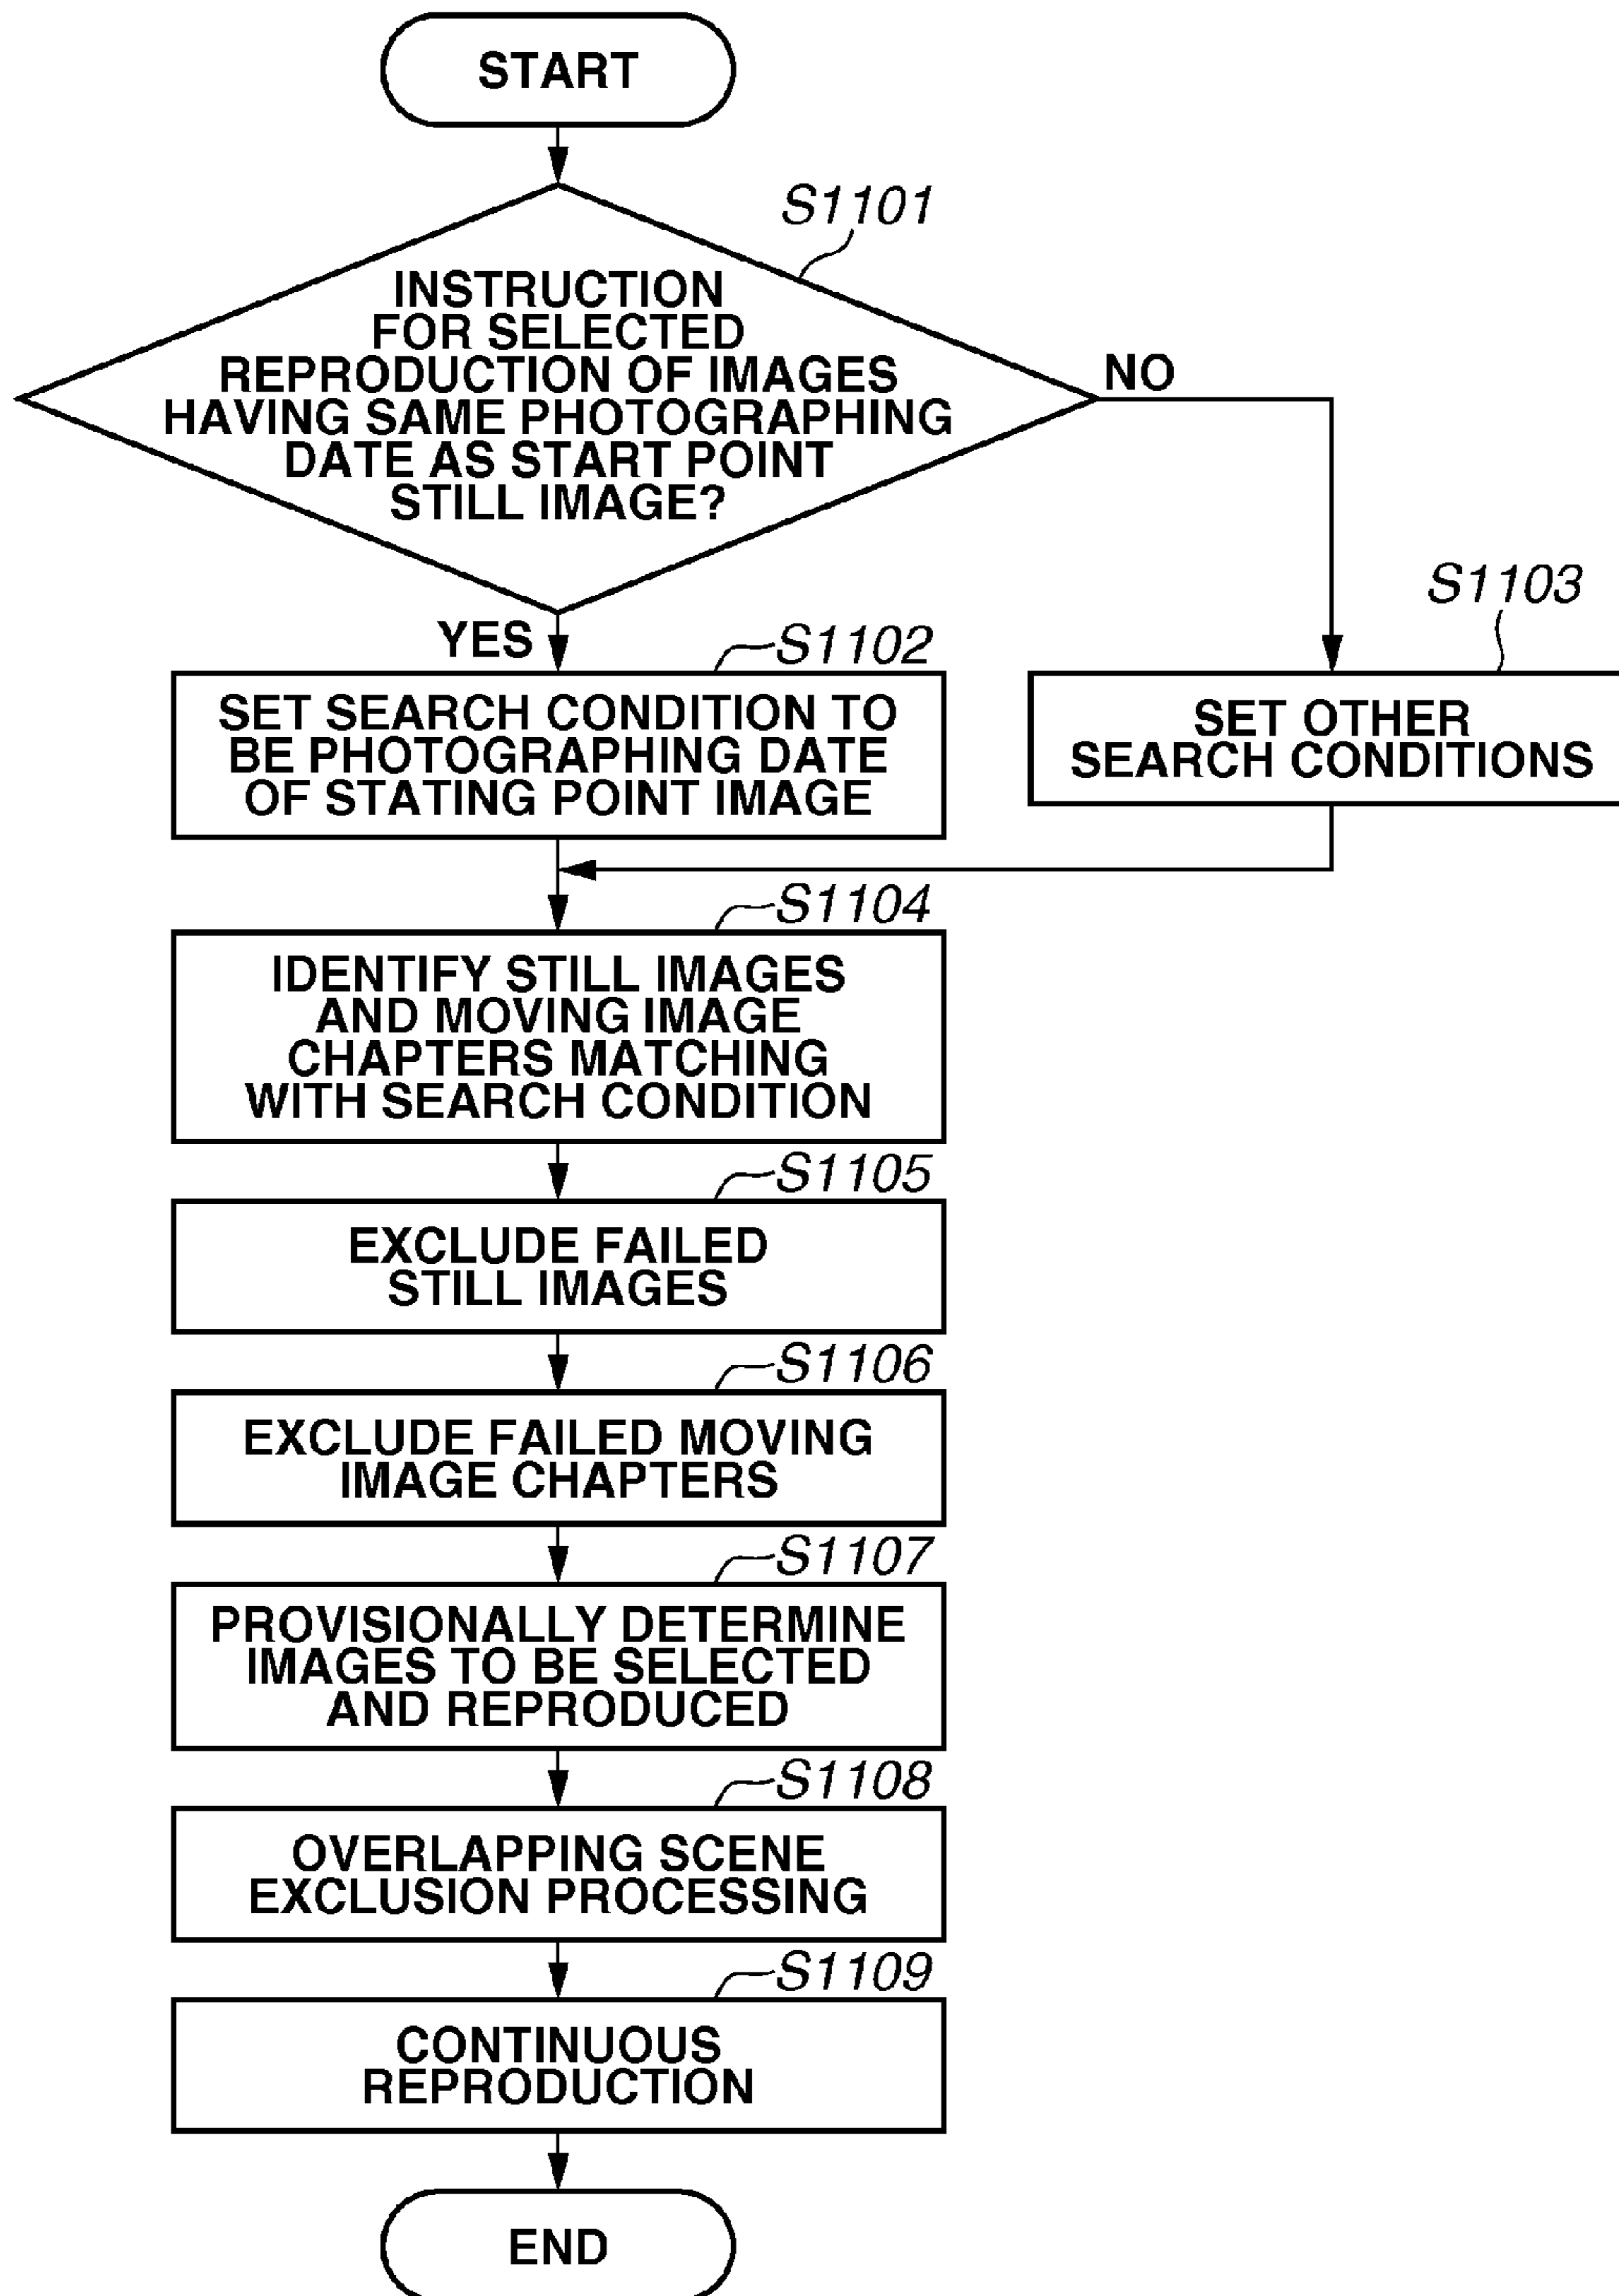 START
S1101
INSTRUCTION
FOR SELECTED
REPRODUCTION OF IMAGES
HAVING SAME PHOTOGRAPHING
DATE AS START POINT
STILL IMAGE?
NO
YES
S1102
SET SEARCH CONDITION TO
BE PHOTOGRAPHING DATE
OF STATING POINT IMAGE
S1103
SET OTHER
SEARCH CONDITIONS
S1104
IDENTIFY STILL IMAGES
AND MOVING IMAGE
CHAPTERS MATCHING
WITH SEARCH CONDITION
S1105
EXCLUDE FAILED
STILL IMAGES
S1106
EXCLUDE FAILED MOVING
IMAGE CHAPTERS
S1107
PROVISIONALLY DETERMINE
IMAGES TO BE SELECTED
AND REPRODUCED
S1108
OVERLAPPING SCENE
EXCLUSION PROCESSING
S1109
CONTINUOUS
REPRODUCTION
END